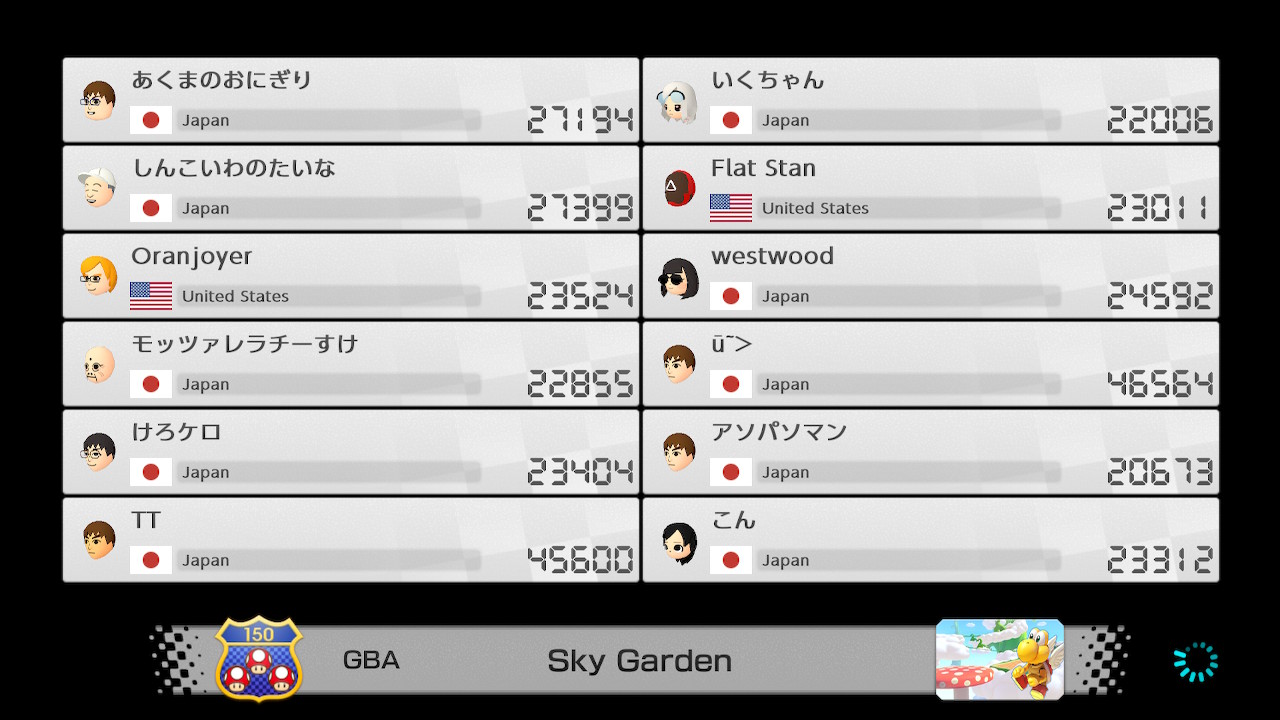 あくまのおにぎり
Japan
27194
いくちゃん
Japan
22006
しんこいわのたいな
Japan
27399
Flat Stan
United States
23011
Oranjoyer
United States
23524
westwood
Japan
24592
モッツァレラチーすけ
Japan
22855
ū˜>
Japan
46564
けろケロ
Japan
23404
アソパソマン
Japan
20673
TT
Japan
45600
こん
Japan
23312
150
GBA
Sky Garden